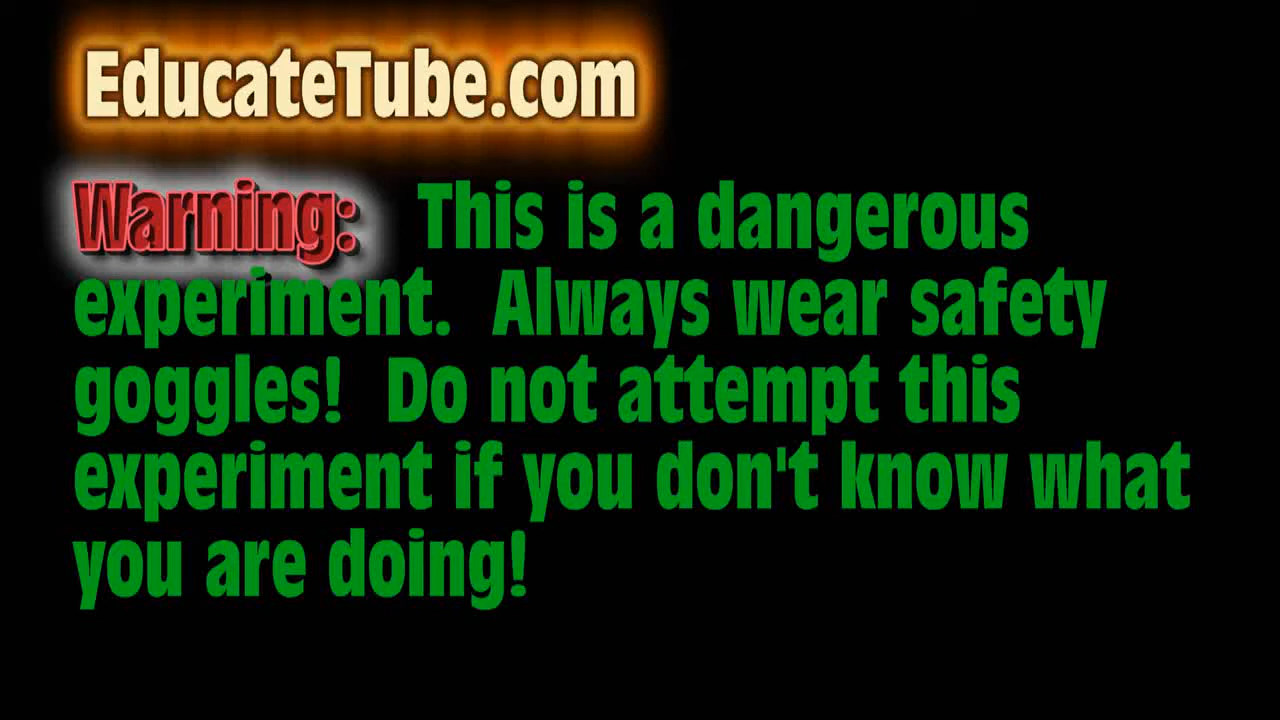 EducateTube.com
Warning: This is a dangerous
experiment. Always wear safety
goggles! Do not attempt this
experiment if you don't know what
you are doing!